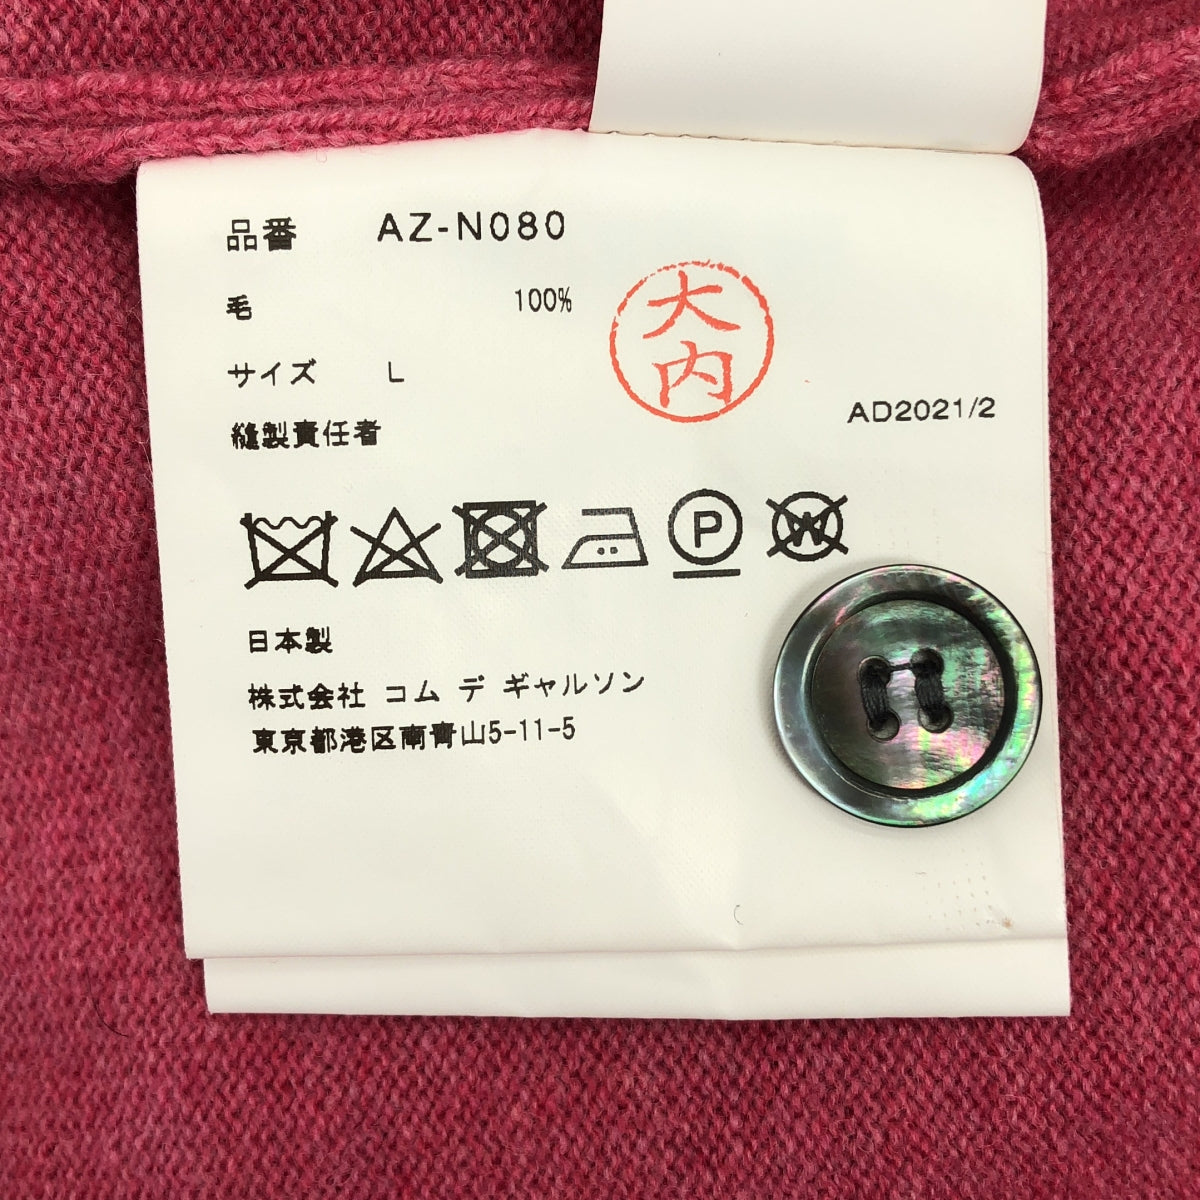 品番 AZ-N080
毛 100%
大内
サイズ L
AD2021/2
縫製責任者
P
W
日本製
株式会社 コム デ ギャルソン
東京都港区南青山5-11-5